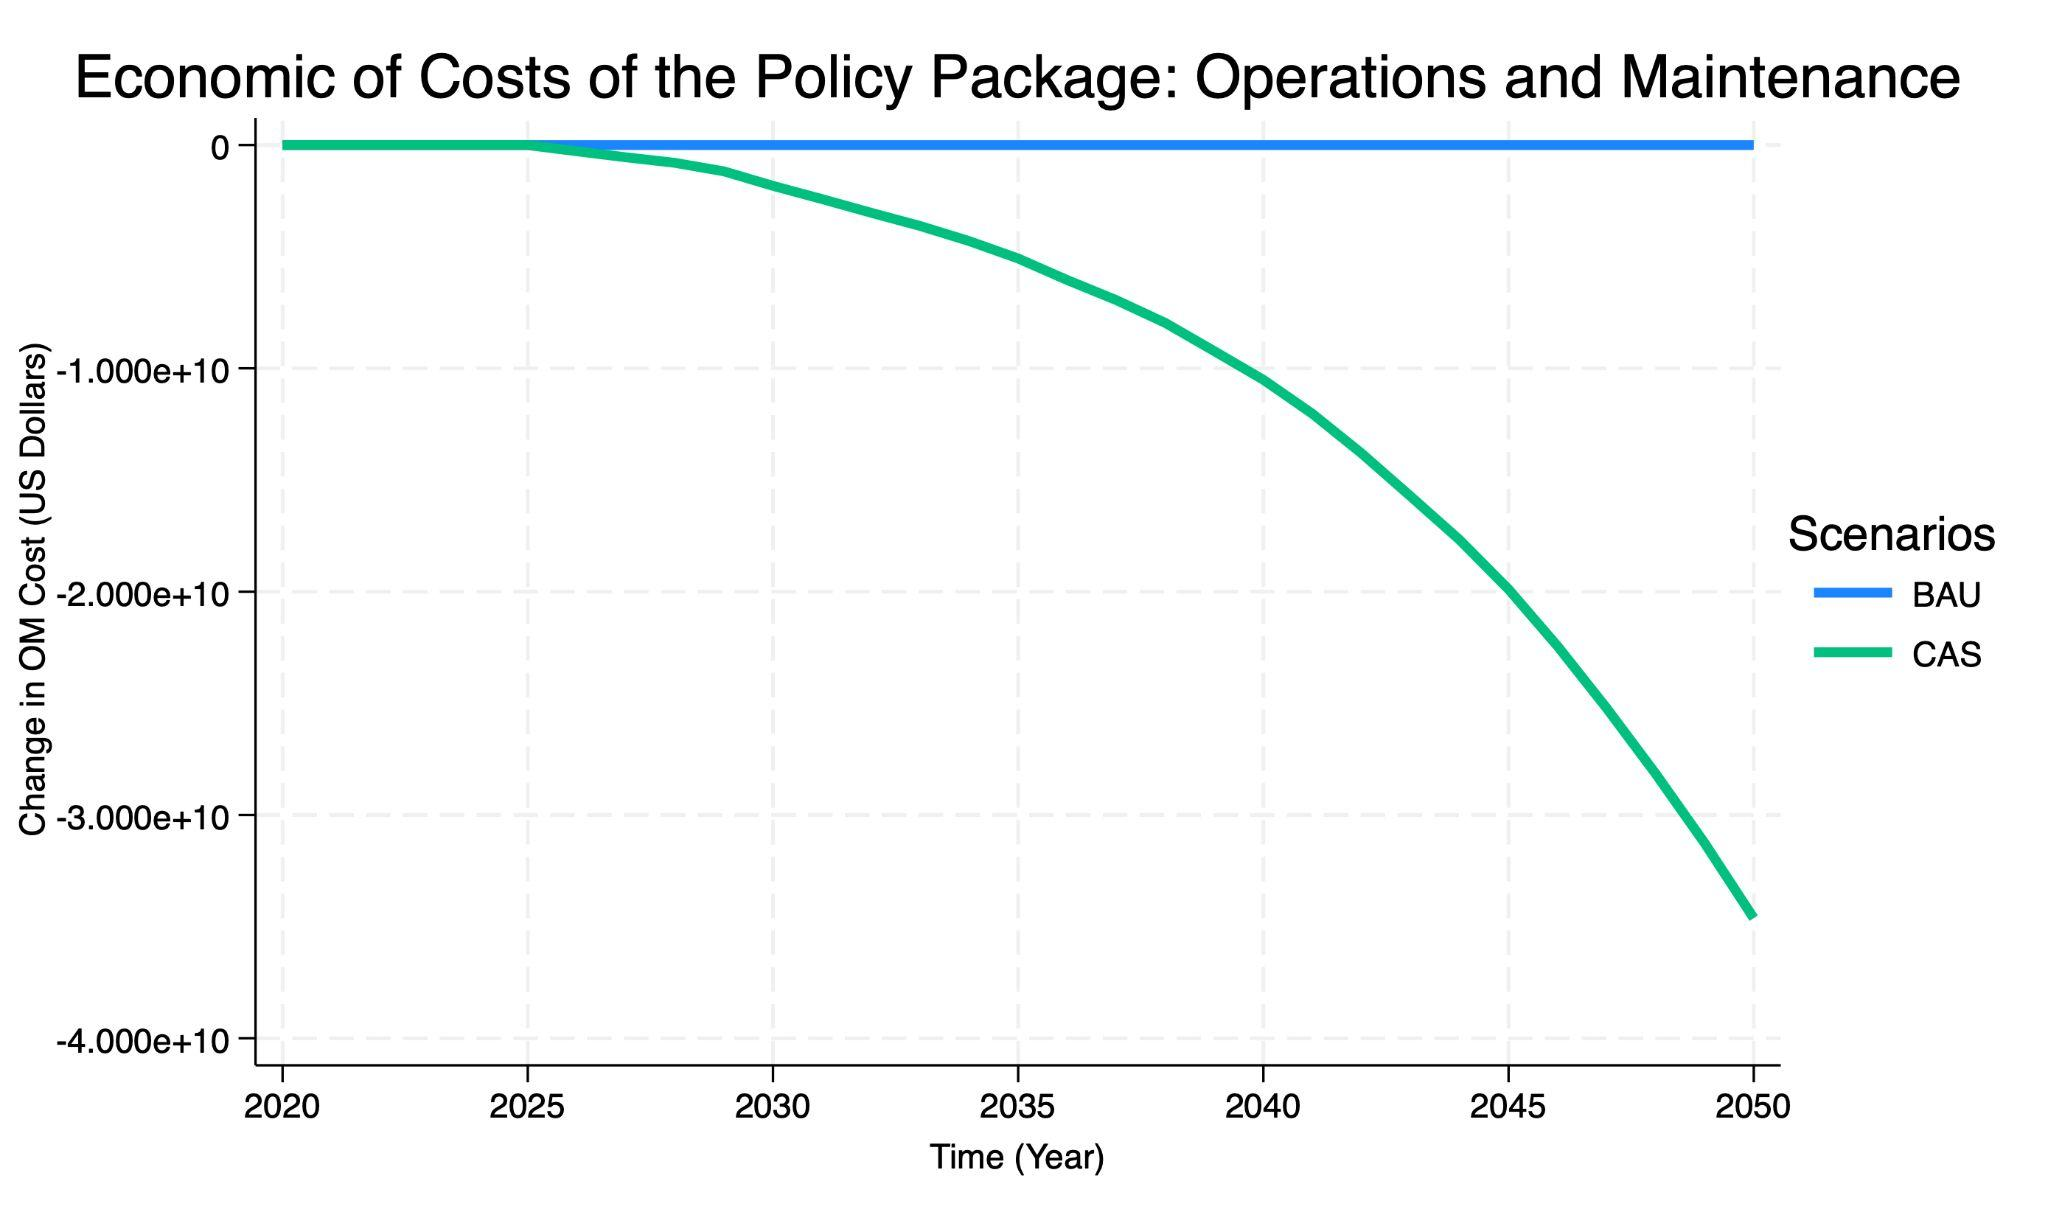 Economic of Costs of the Policy Package: Operations and Maintenance
Change in OM Cost (US Dollars)
0
-1.000e+10
-2.000e+10
-3.000e+10
-4.000e+10
2020 2025 2030 2035 2040 2045 2050
Time (Year)
Scenarios
BAU
CAS